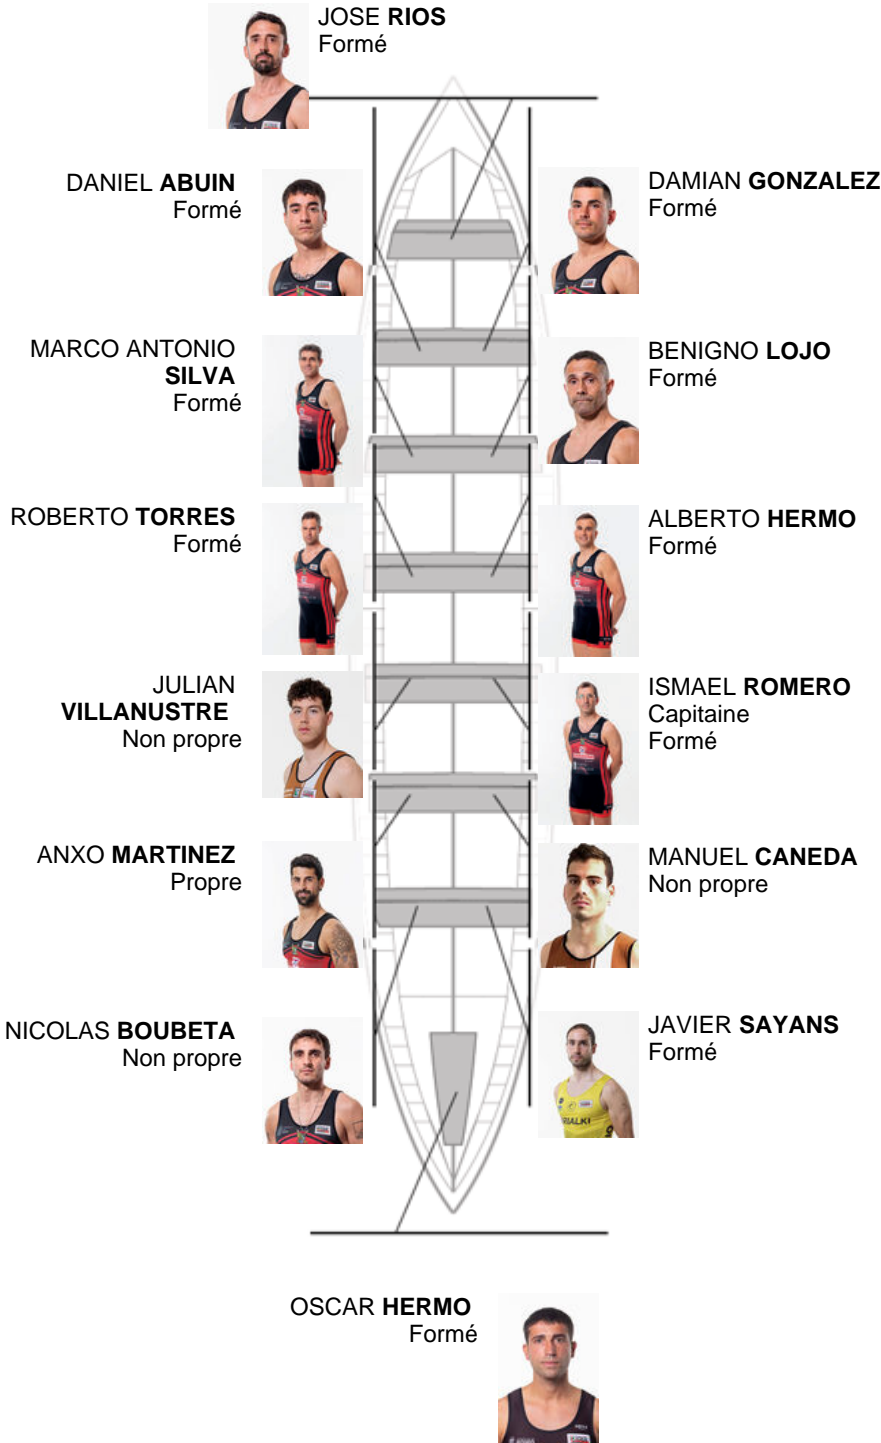 JOSE RIOS
Formé
DANIEL ABUIN
Formé
DAMIAN GONZALEZ
Formé
MARCO ANTONIO
SILVA
Formé
BENIGNO LOJO
Formé
ROBERTO TORRES
Formé
ALBERTO HERMO
Formé
JULIAN
VILLANUSTRE
Non propre
ISMAEL ROMERO
Capitaine
Formé
ANXO MARTINEZ
Propre
MANUEL CANEDA
Non propre
NICOLAS BOUBETA
Non propre
JAVIER SAYANS
Formé
OSCAR HERMO
Formé